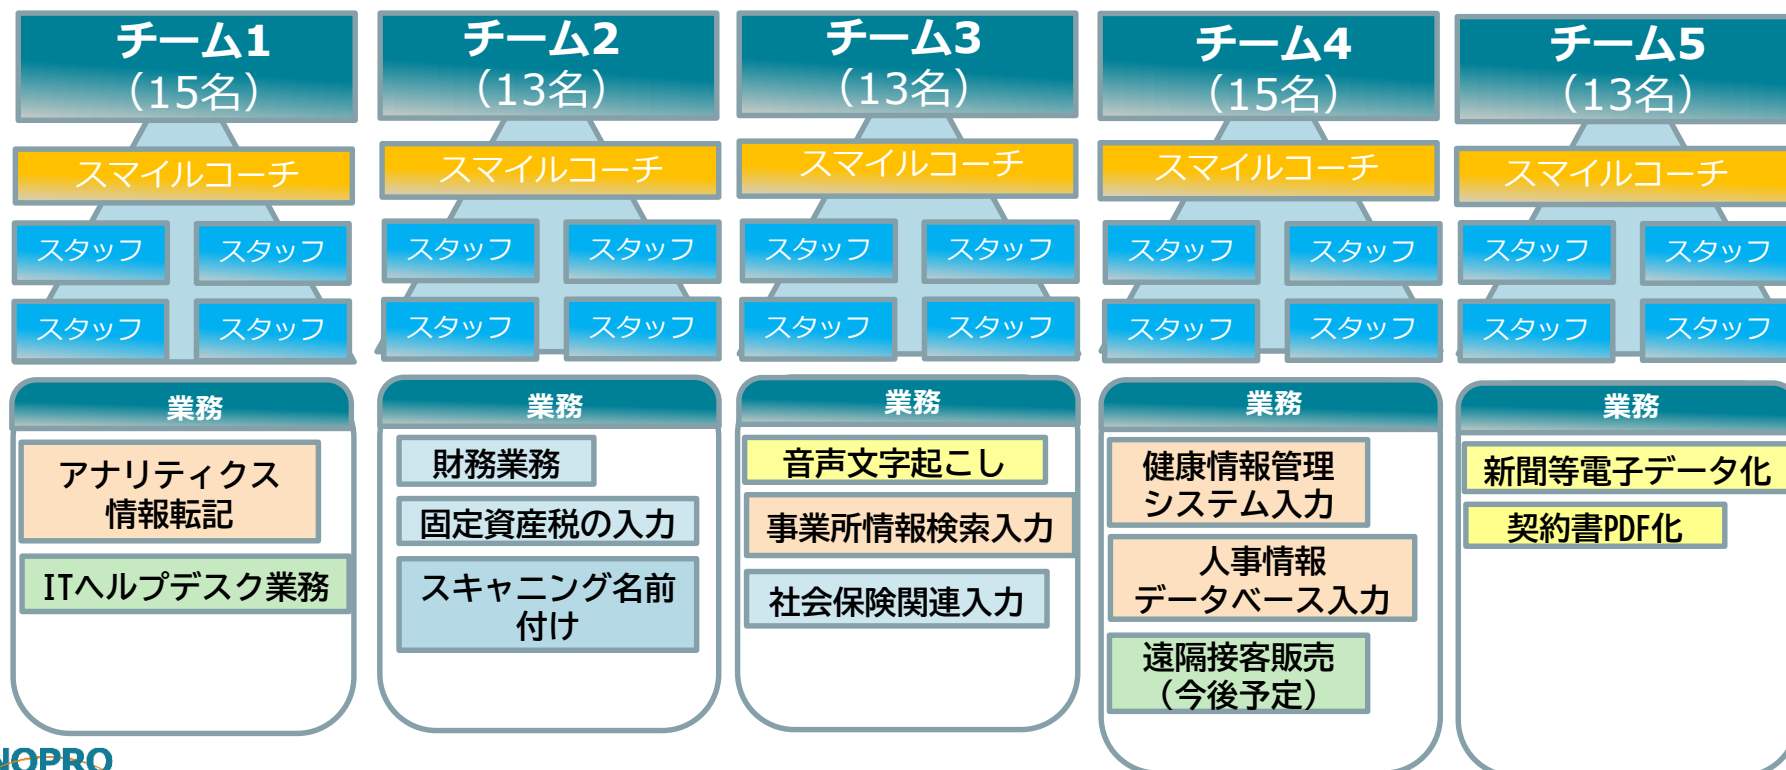 チーム1
（15名）
スマイルコーチ
スタッフ
スタッフ
スタッフ
スタッフ
業務
アナリティクス
情報転記
ITヘルプデスク業務
チーム2
（13名）
スマイルコーチ
スタッフ
スタッフ
スタッフ
スタッフ
業務
財務業務
固定資産税の入力
スキャニング名前
付け
チーム3
（13名）
スマイルコーチ
スタッフ
スタッフ
スタッフ
スタッフ
業務
音声文字起こし
事業所情報検索入力
社会保険関連入力
チーム4
（15名）
スマイルコーチ
スタッフ
スタッフ
スタッフ
スタッフ
業務
健康情報管理
システム入力
人事情報
データベース入力
遠隔接客販売
（今後予定）
チーム5
（13名）
スマイルコーチ
スタッフ
スタッフ
スタッフ
スタッフ
業務
新聞等電子データ化
契約書PDF化
NOPRO